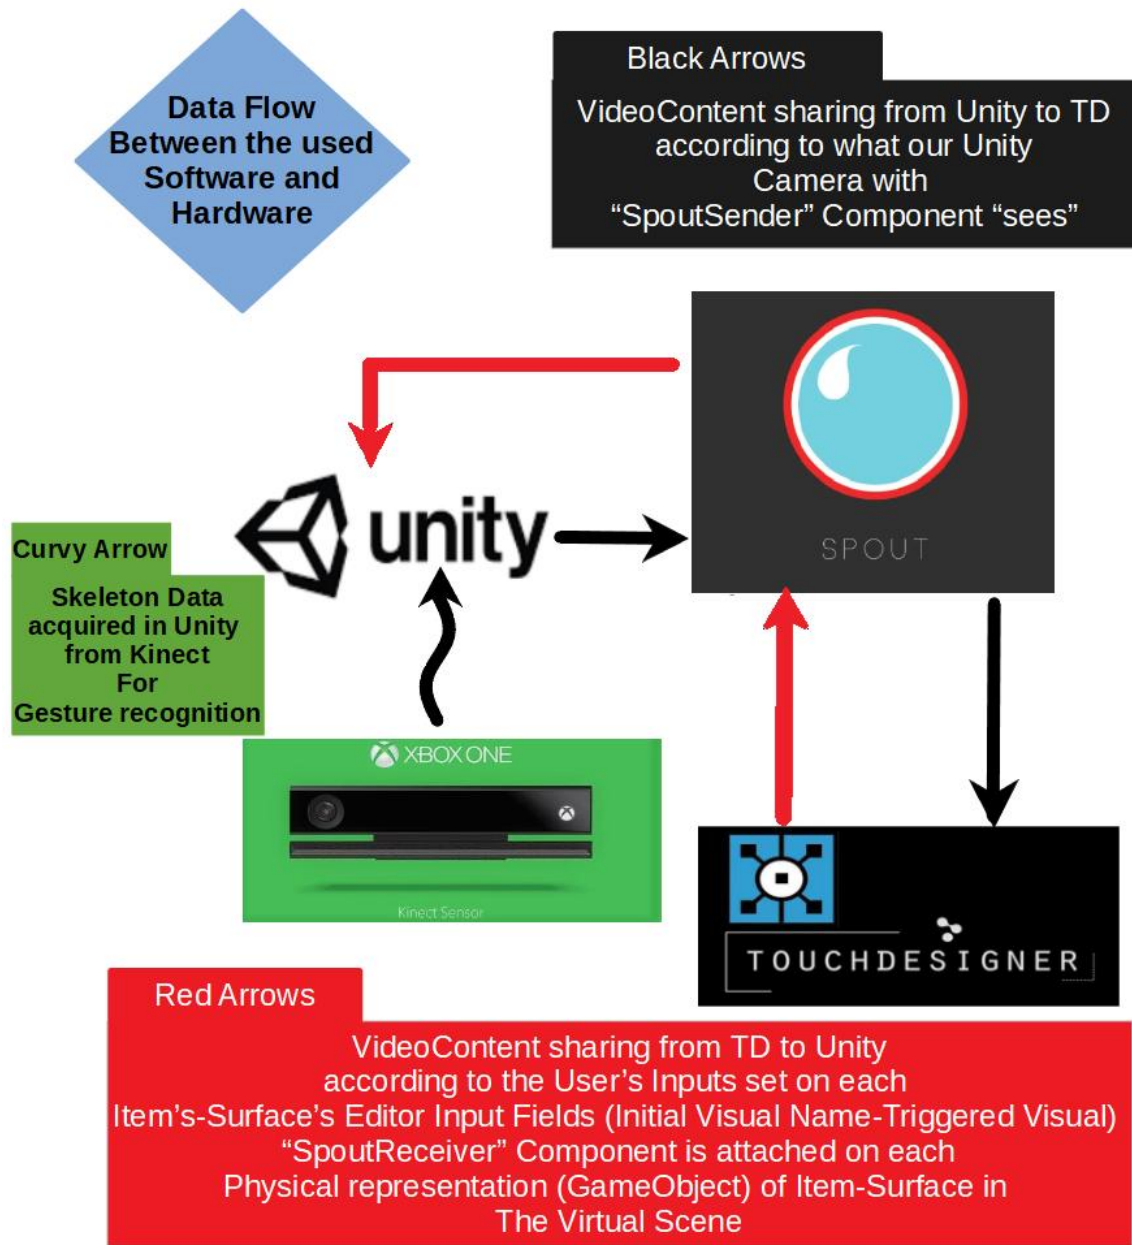 Data Flow
Between the used
Software and
Hardware
Black Arrows
VideoContent sharing from Unity to TD
according to what our Unity
Camera with
“SpoutSender” Component “sees”
SPOUT
unity
Curvy Arrow
Skeleton Data
acquired in Unity
from Kinect
For
Gesture recognition
XBOX ONE
Kinect Sensor
TOUCHDESIGNER
Red Arrows
VideoContent sharing from TD to Unity
according to the User’s Inputs set on each
Item’s-Surface’s Editor Input Fields (Initial Visual Name-Triggered Visual)
“SpoutReceiver” Component is attached on each
Physical representation (GameObject) of Item-Surface in
The Virtual Scene